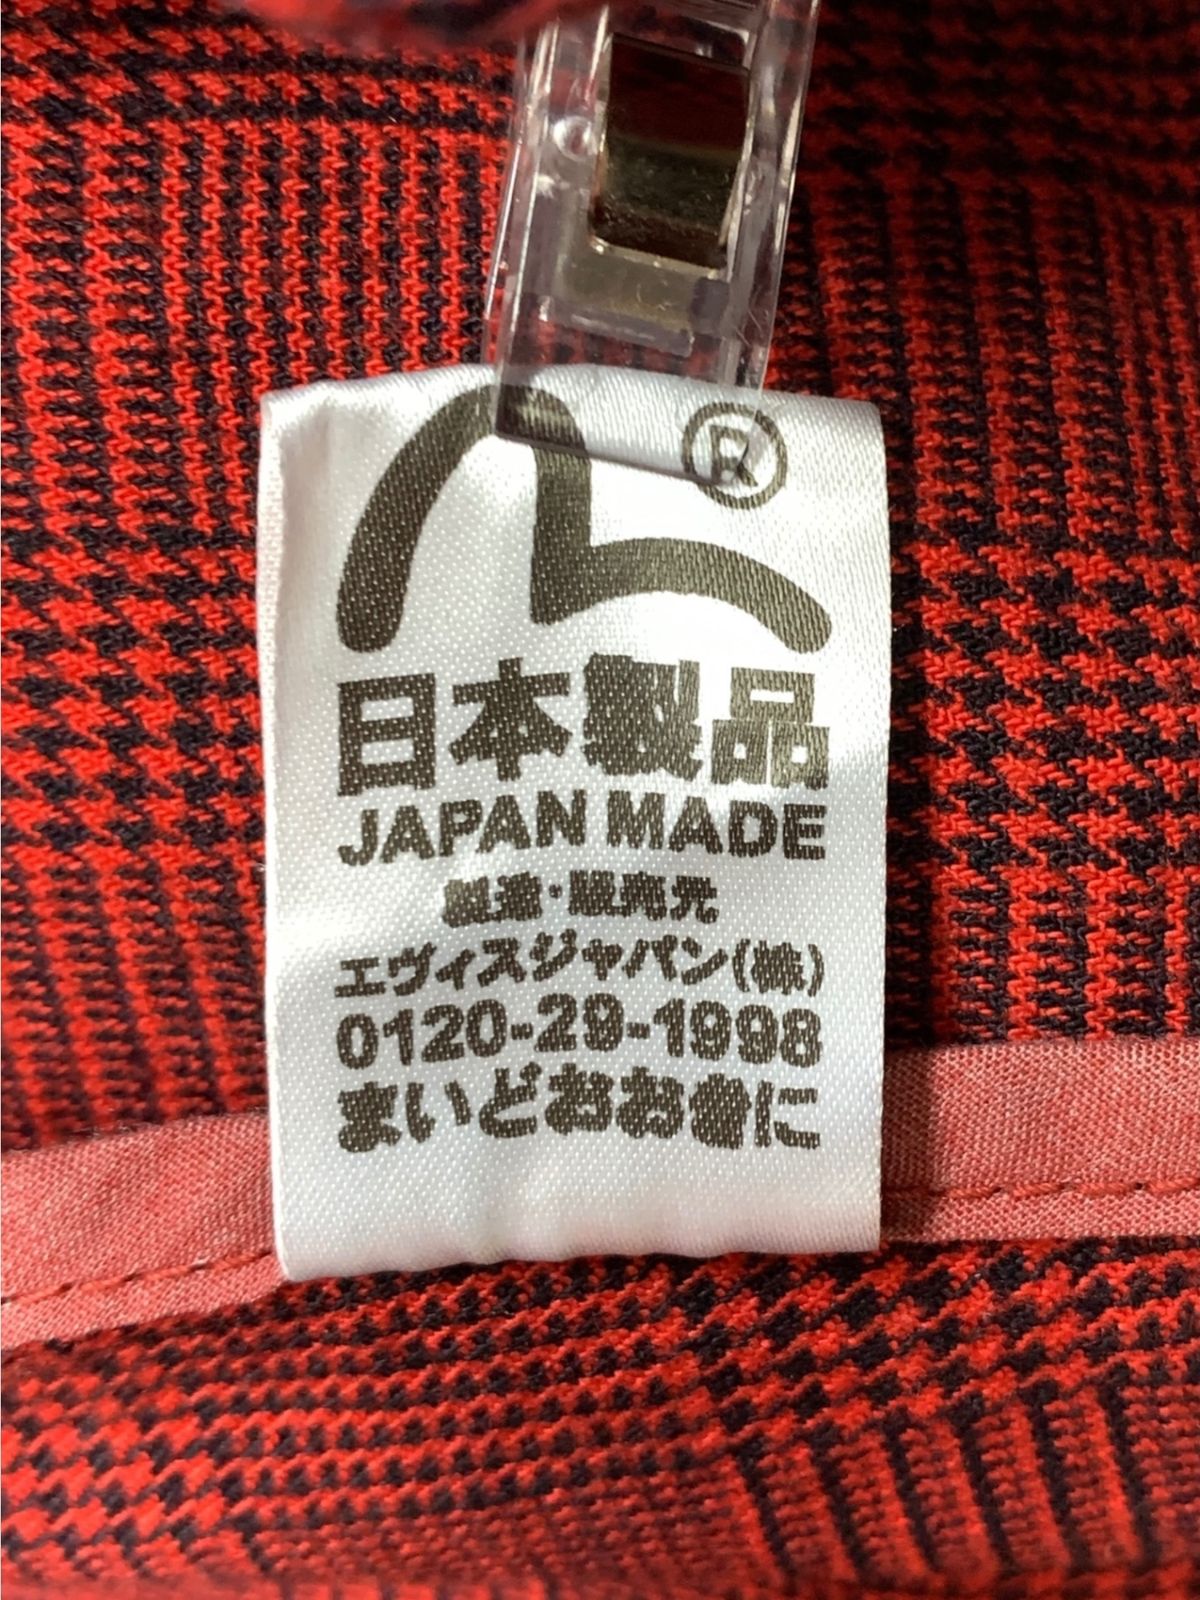 ®
日本製品
JAPAN MADE
製造・販売元
エヴィスジャパン(株)
0120-29-1998
まいどおおきに